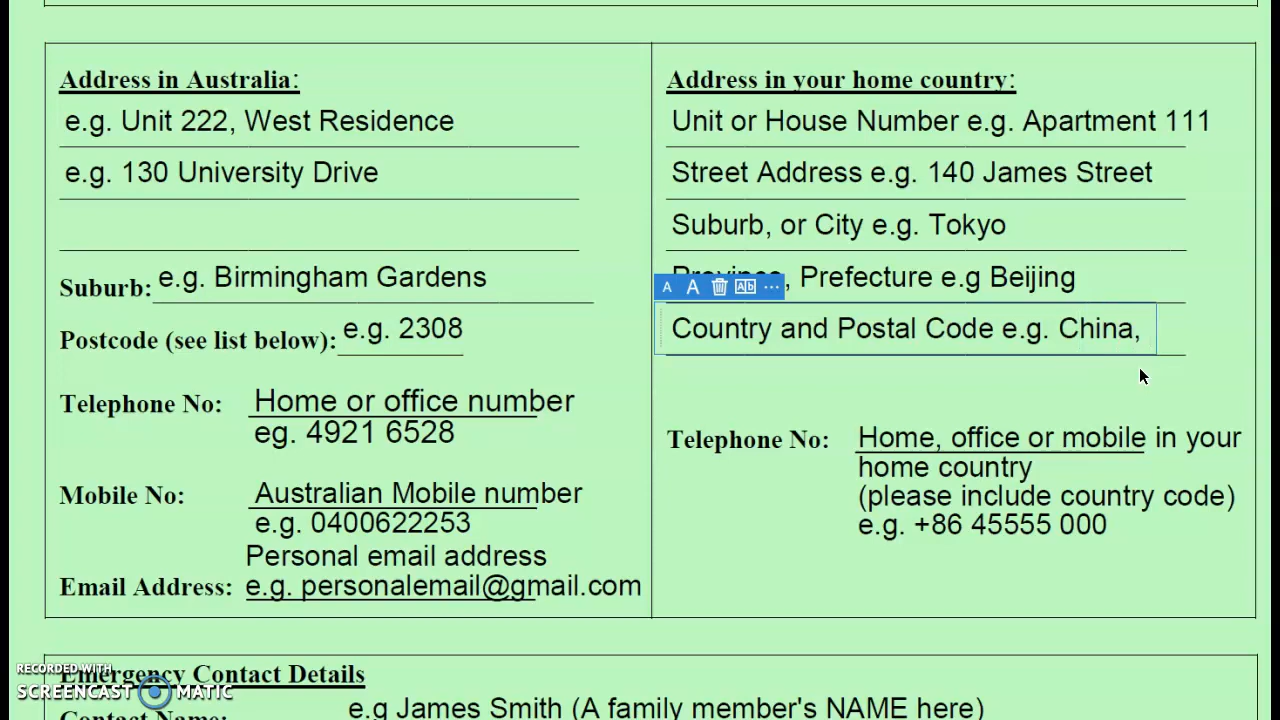 Address in Australia:
e.g. Unit 222, West Residence
e.g. 130 University Drive
Suburb: e.g. Birmingham Gardens
Postcode (see list below): e.g. 2308
Telephone No: Home or office number
eg. 4921 6528
Mobile No: Australian Mobile number
e.g. 0400622253
Personal email address
Email Address: e.g. personalemail@gmail.com
Address in your home country:
Unit or House Number e.g. Apartment 111
Street Address e.g. 140 James Street
Suburb, or City e.g. Tokyo
Province, Prefecture e.g Beijing
A A Ab ...
Country and Postal Code e.g. China,
Telephone No: Home, office or mobile in your
home country
(please include country code)
e.g. +86 45555 000
Emergency Contact Details
Contact Name: e.g James Smith (A family member's NAME here)
RECORDED WITH
SCREENCAST MATIC